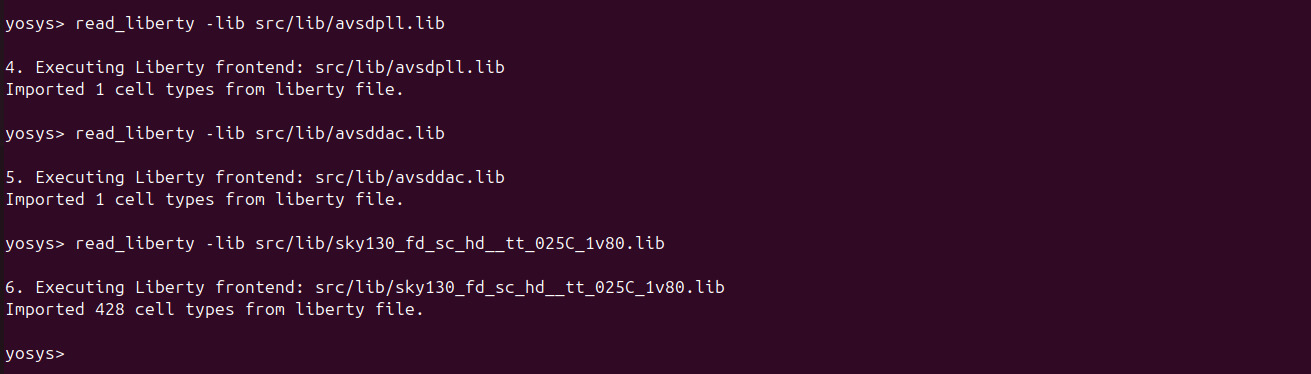 yosys> read_liberty -lib src/lib/avsdpll.lib
4. Executing Liberty frontend: src/lib/avsdpll.lib
Imported 1 cell types from liberty file.
yosys> read_liberty -lib src/lib/avsddac.lib
5. Executing Liberty frontend: src/lib/avsddac.lib
Imported 1 cell types from liberty file.
yosys> read_liberty -lib src/lib/sky130_fd_sc_hd__tt_025C_1v80.lib
6. Executing Liberty frontend: src/lib/sky130_fd_sc_hd__tt_025C_1v80.lib
Imported 428 cell types from liberty file.
yosys>